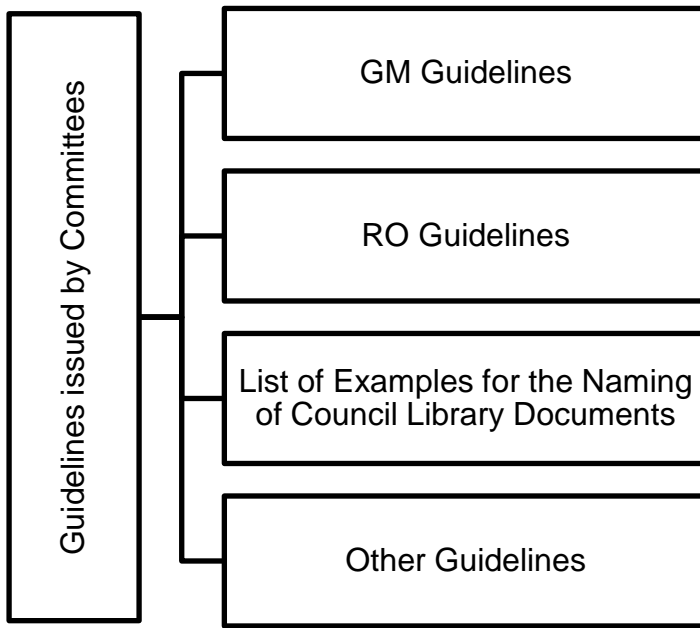 Guidelines issued by Committees
GM Guidelines
RO Guidelines
List of Examples for the Naming
of Council Library Documents
Other Guidelines